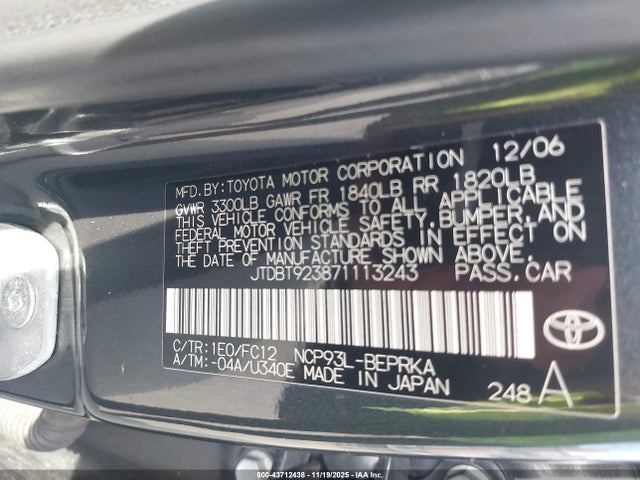 12/06
MFD.BY:TOYOTA MOTOR CORPORATION
GVWR 3300LB GAWR FR 1840LB RR 1820LB
THIS VEHICLE CONFORMS TO ALL APPLICABLE
FEDERAL MOTOR VEHICLE SAFETY,BUMPER,AND
THEFT PREVENTION STANDARDS IN EFFECT ON
THE DATE OF MANUFACTURE SHOWN ABOVE.
JTDBT923871113243 PASS.CAR
C/TR:1E0/FC12 NCP93L-BEPRKA
A/TM:-04A/U340E MADE IN JAPAN
248 A
000-43712438 - 11/19/2025 - IAAHOLDINGS.COM